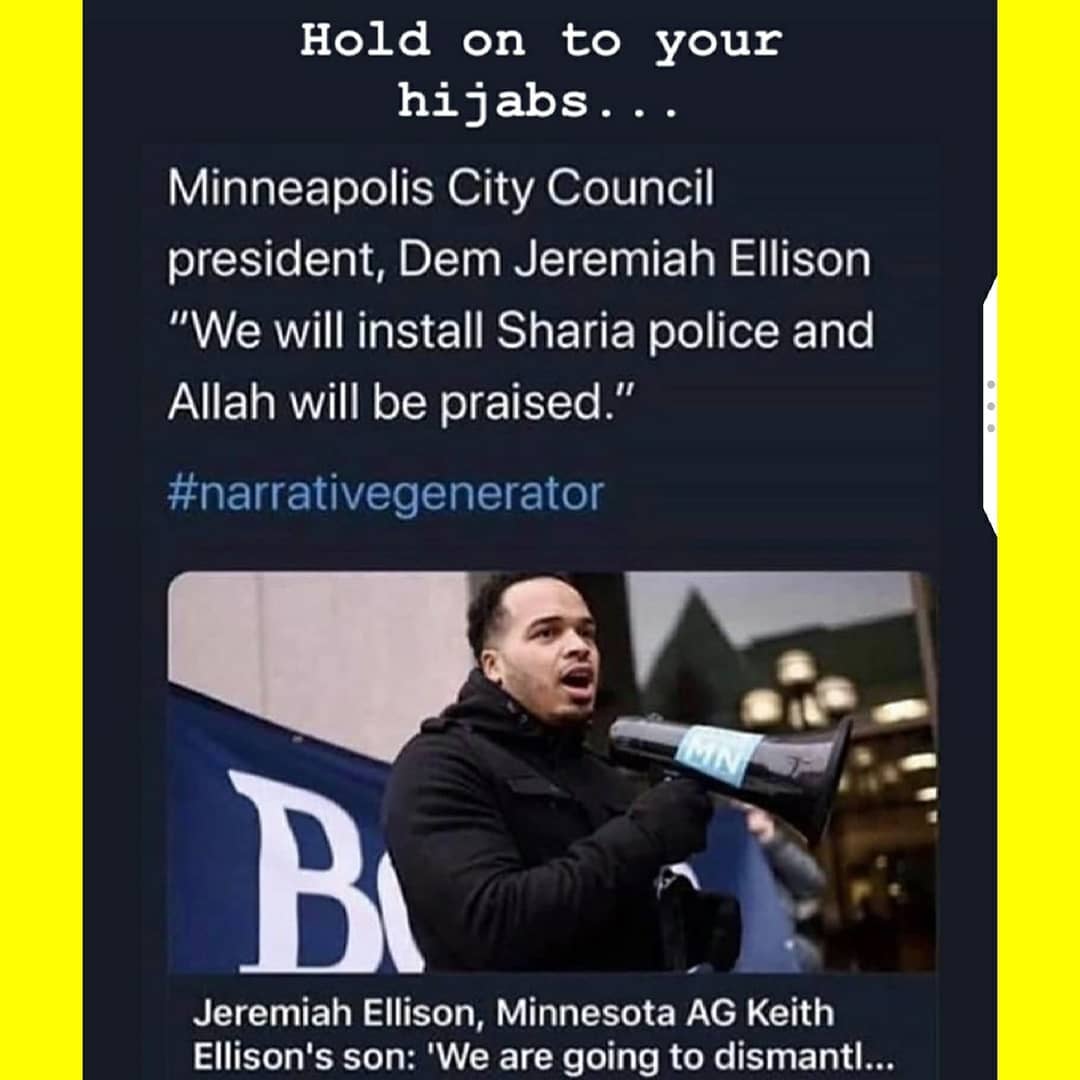 Hold on to your
hijabs...
Minneapolis City Council
president, Dem Jeremiah Ellison
"We will install Sharia police and
Allah will be praised."
#narrativegenerator
B
MN
Jeremiah Ellison, Minnesota AG Keith
Ellison's son: 'We are going to dismantl...